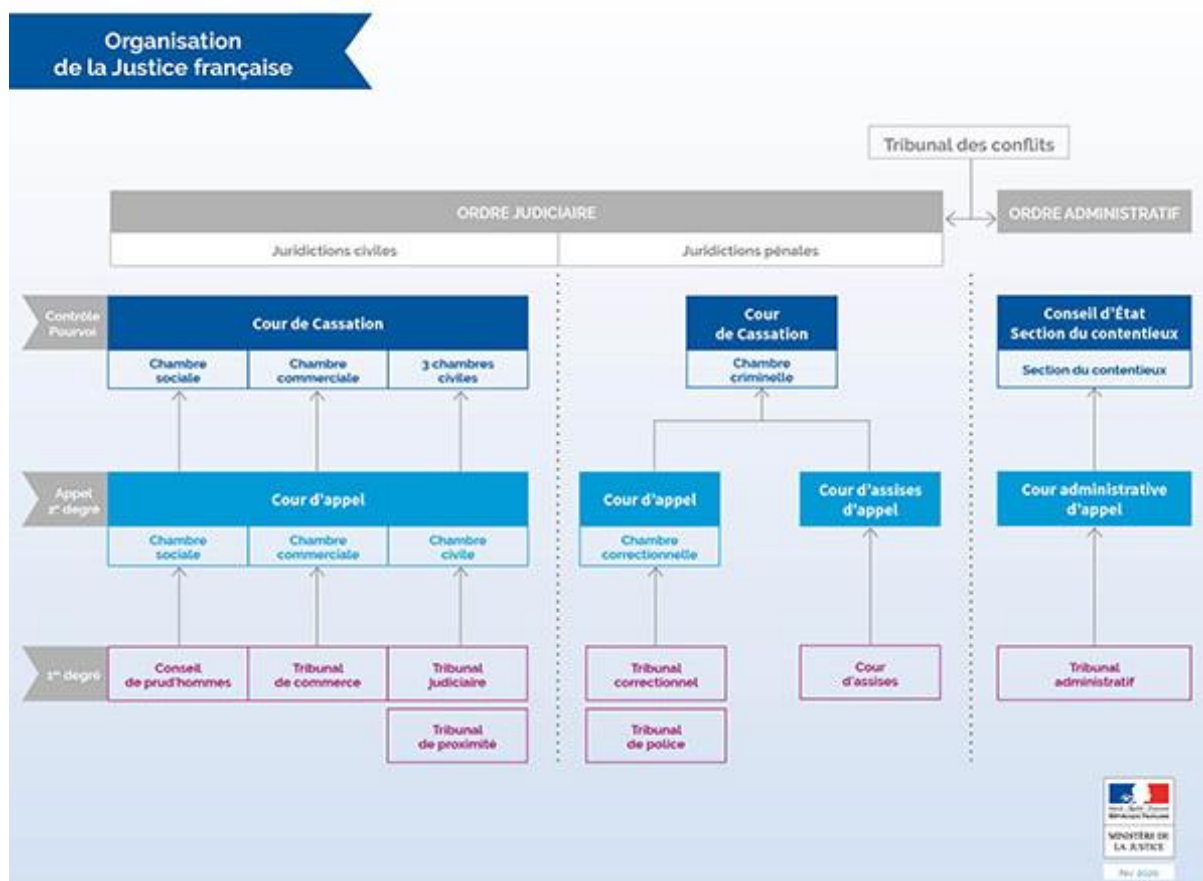 Organisation
de la Justice française
Tribunal des conflits
ORDRE JUDICIAIRE
ORDRE ADMINISTRATIF
Juridictions civiles
Juridictions pénales
Contrôle
Pourvoi
Cour de Cassation
Chambre
sociale
Chambre
commerciale
3 chambres
civiles
Cour
de Cassation
Chambre
criminelle
Conseil d'État
Section du contentieux
Section du contentieux
Appel
2e degré
Cour d'appel
Chambre
sociale
Chambre
commerciale
Chambre
civile
Cour d'appel
Chambre
correctionnelle
Cour d'assises
d'appel
Cour administrative
d'appel
1er degré
Conseil
de prud'hommes
Tribunal
de commerce
Tribunal
judiciaire
Tribunal
de proximité
Tribunal
correctionnel
Tribunal
de police
Cour
d'assises
Tribunal
administratif
RÉPUBLIQUE FRANÇAISE
MINISTÈRE DE
LA JUSTICE
2020